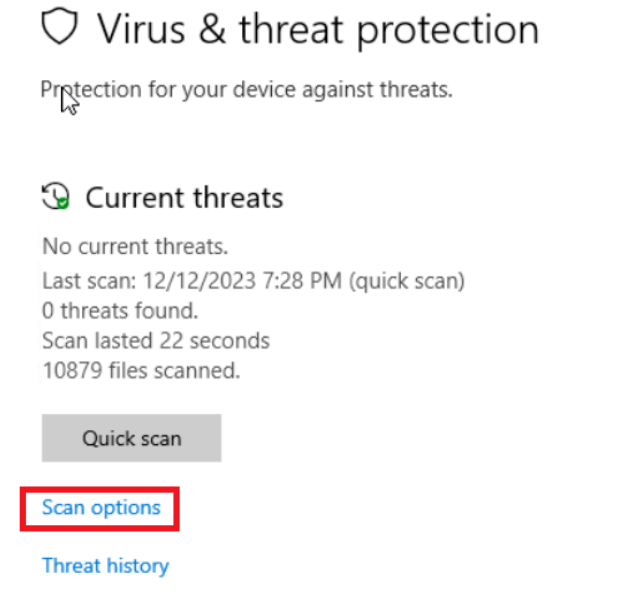 Virus & threat protection
Protection for your device against threats.
Current threats
No current threats.
Last scan: 12/12/2023 7:28 PM (quick scan)
0 threats found.
Scan lasted 22 seconds
10879 files scanned.
Quick scan
Scan options
Threat history